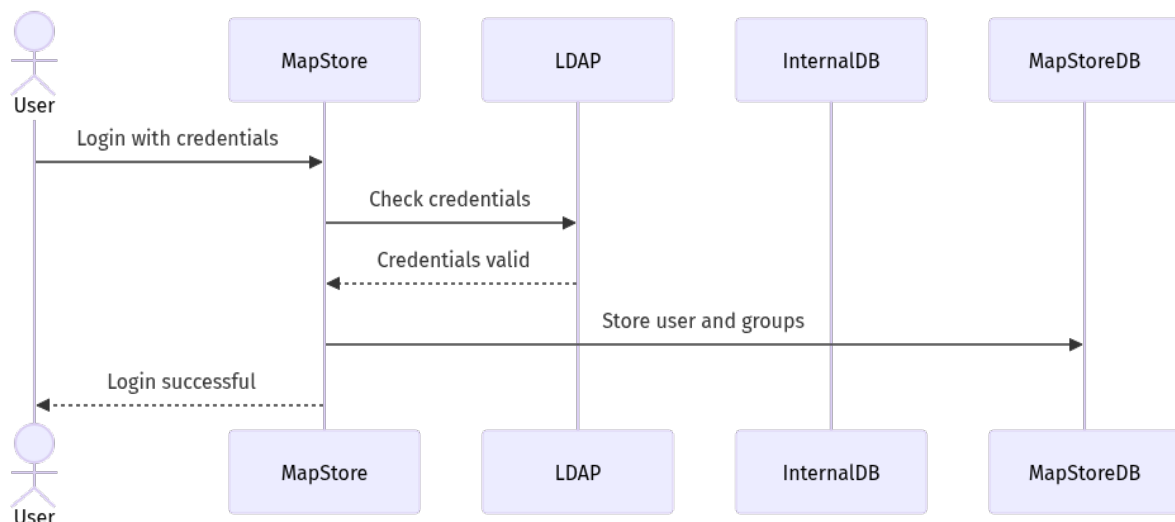 User
MapStore
LDAP
InternalDB
MapStoreDB
Login with credentials
Check credentials
Credentials valid
Store user and groups
Login successful
User
MapStore
LDAP
InternalDB
MapStoreDB